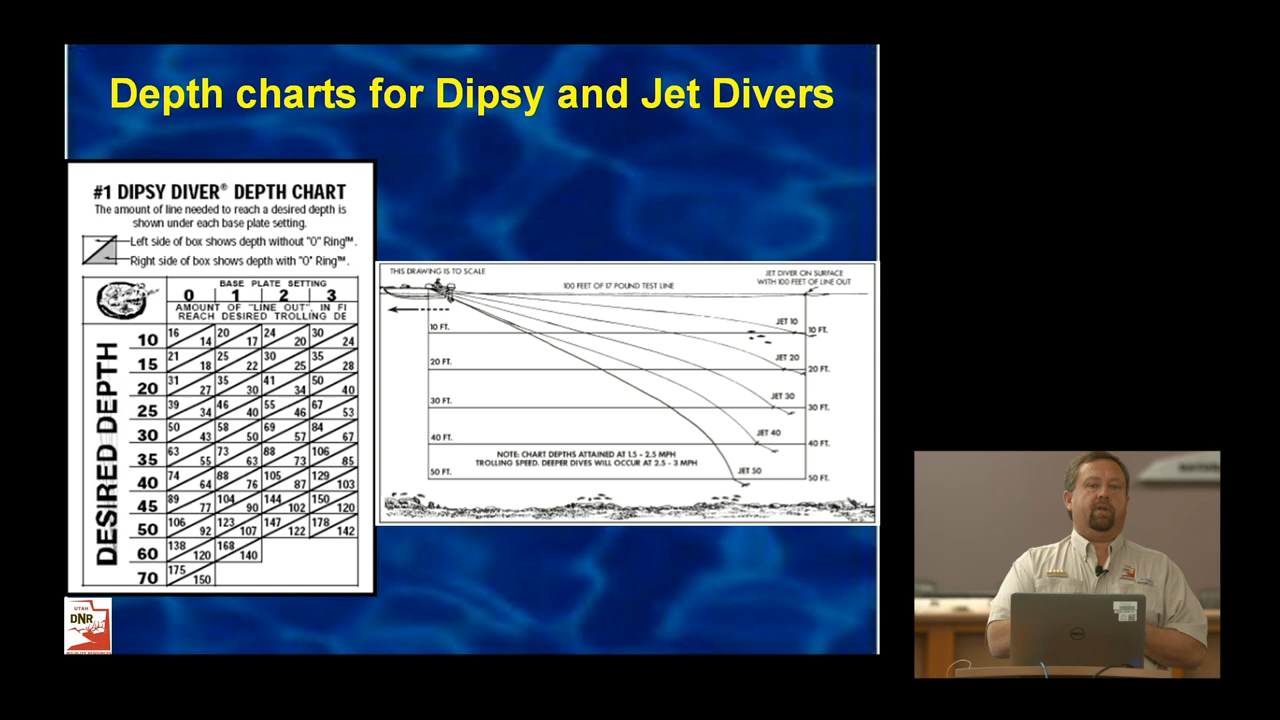 Depth charts for Dipsy and Jet Divers
#1 DIPSY DIVER® DEPTH CHART
The amount of line needed to reach a desired depth is
shown under each base plate setting.
Left side of box shows depth without "O" Ring™.
Right side of box shows depth with "O" Ring™.
BASE PLATE SETTING
0 1 2 3
AMOUNT OF "LINE OUT", IN FI
REACH DESIRED TROLLING DE
DESIRED DEPTH
10 16 14 20 17 24 20 30 24
15 21 18 25 22 30 25 35 28
20 31 27 35 30 41 34 50 40
25 39 34 46 40 55 46 67 53
30 50 43 58 50 69 57 84 67
35 63 55 73 63 88 73 106 85
40 74 64 88 76 105 87 129 103
45 89 77 104 90 144 102 150 120
50 106 92 123 107 147 122 178 142
60 138 120 168 140
70 175 150
THIS DRAWING IS TO SCALE
100 FEET OF 17 POUND TEST LINE
JET DIVER ON SURFACE
WITH 100 FEET OF LINE OUT
10 FT. JET 10 10 FT.
20 FT. JET 20 20 FT.
30 FT. JET 30 30 FT.
40 FT. JET 40 40 FT.
NOTE: CHART DEPTHS ATTAINED AT 1.5 - 2.5 MPH
TROLLING SPEED. DEEPER DIVES WILL OCCUR AT 2.5 - 3 MPH
50 FT. JET 50 50 FT.
UTAH
DNR
WILDLIFE RESOURCES
DELL